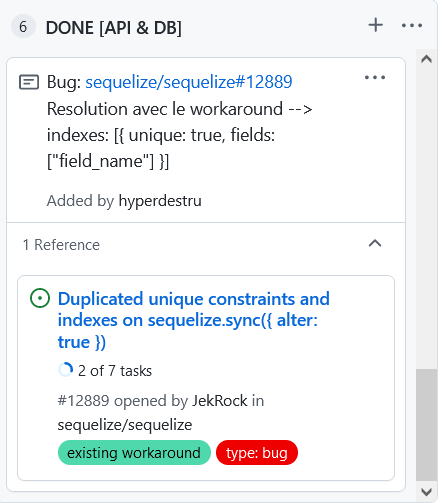 6 DONE [API & DB]
Bug: sequelize/sequelize#12889
Resolution avec le workaround -->
indexes: [{ unique: true, fields:
["field_name"] }]
Added by hyperdestru
1 Reference
Duplicated unique constraints and
indexes on sequelize.sync({ alter:
true })
2 of 7 tasks
#12889 opened by JekRock in
sequelize/sequelize
existing workaround type: bug